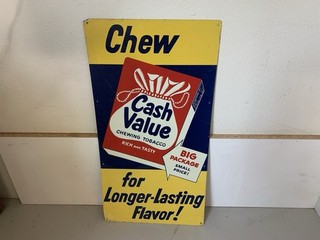 Chew
Cash
Value
CHEWING TOBACCO
RICH AND TASTY
BIG
PACKAGE
SMALL
PRICE!
for
Longer-lasting
Flavor!